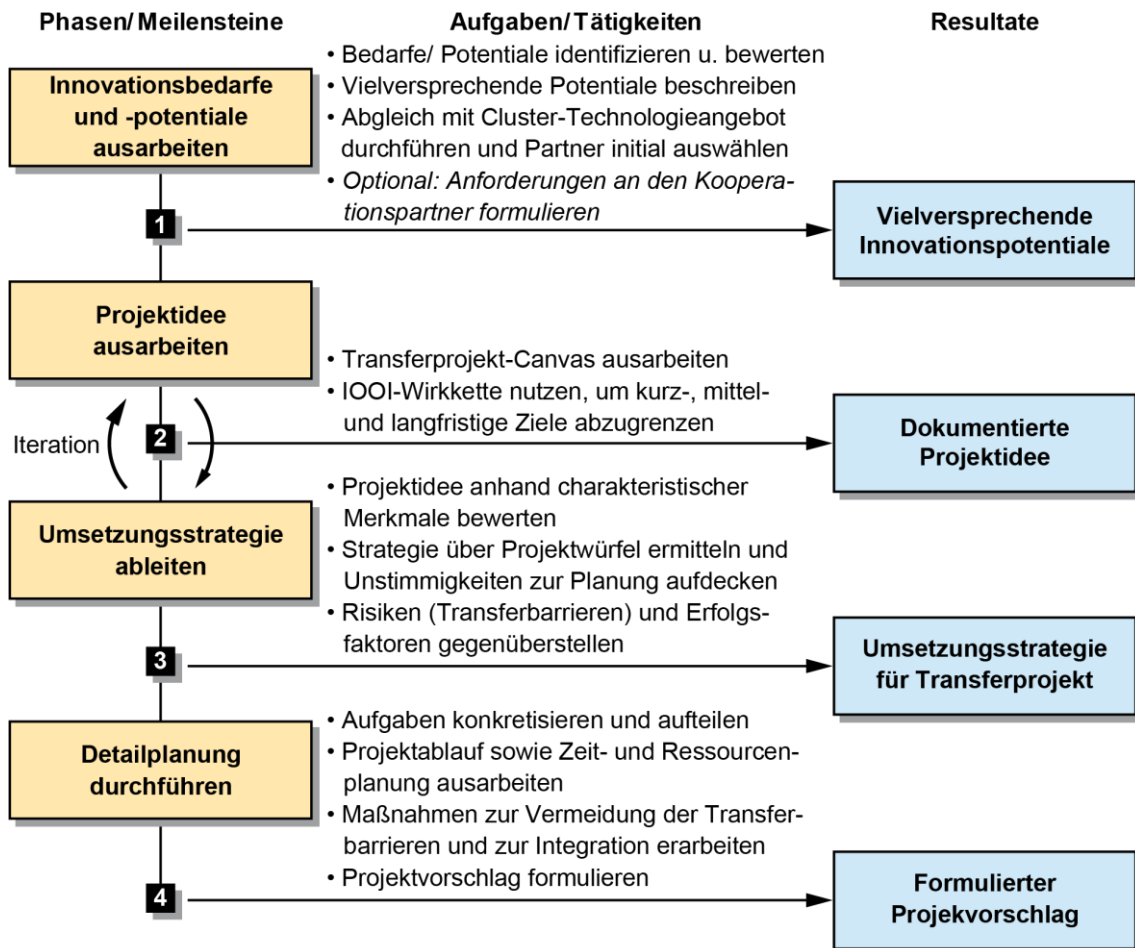 Phasen/ Meilensteine
Aufgaben/ Tätigkeiten
Resultate
Innovationsbedarfe
und -potentiale
ausarbeiten
• Bedarfe/ Potentiale identifizieren u. bewerten
• Vielversprechende Potentiale beschreiben
• Abgleich mit Cluster-Technologieangebot
durchführen und Partner initial auswählen
• Optional: Anforderungen an den Koopera-
tionspartner formulieren
1
Vielversprechende
Innovationspotentiale
Projektidee
ausarbeiten
• Transferprojekt-Canvas ausarbeiten
• IOOI-Wirkkette nutzen, um kurz-, mittel-
und langfristige Ziele abzugrenzen
Iteration
2
Dokumentierte
Projektidee
Umsetzungsstrategie
ableiten
• Projektidee anhand charakteristischer
Merkmale bewerten
• Strategie über Projektwürfel ermitteln und
Unstimmigkeiten zur Planung aufdecken
• Risiken (Transferbarrieren) und Erfolgs-
faktoren gegenüberstellen
3
Umsetzungsstrategie
für Transferprojekt
Detailplanung
durchführen
• Aufgaben konkretisieren und aufteilen
• Projektablauf sowie Zeit- und Ressourcen-
planung ausarbeiten
• Maßnahmen zur Vermeidung der Transfer-
barrieren und zur Integration erarbeiten
• Projektvorschlag formulieren
4
Formulierter
Projekvorschlag